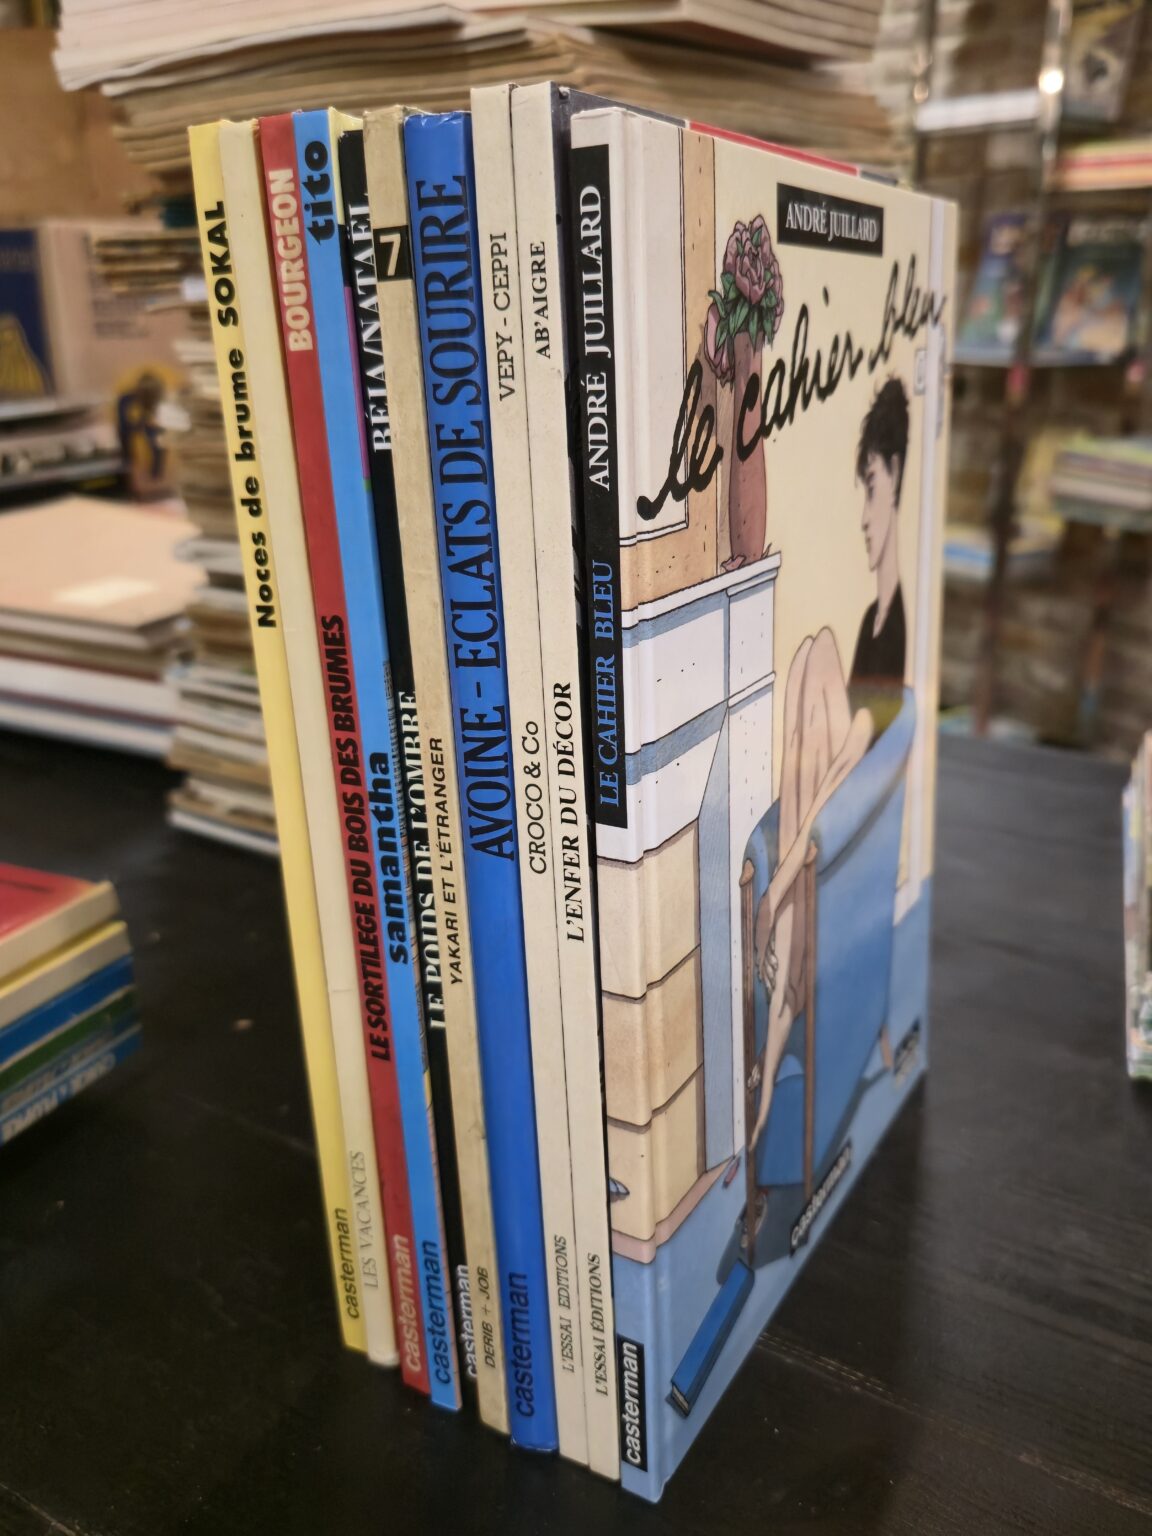 Noces de brume SOKAL
casterman
LES VACANCES
BOURGEON
LE SORTILEGE DU BOIS DES BRUMES
casterman
tito
samantha
casterman
BÉJA/NATAËL
LE POIDS DE L'OMBRE
casterman
7
YAKARI ET L'ÉTRANGER
DERIB + JOB
AVOINE - ECLATS DE SOURIRE
casterman
VEPY - CEPPI
CROCO & Co
L'ESSAI EDITIONS
AB'AIGRE
L'ENFER DU DÉCOR
L'ESSAI ÉDITIONS
ANDRÉ JUILLARD
LE CAHIER BLEU
casterman
ANDRÉ JUILLARD
le cahier bleu
casterman